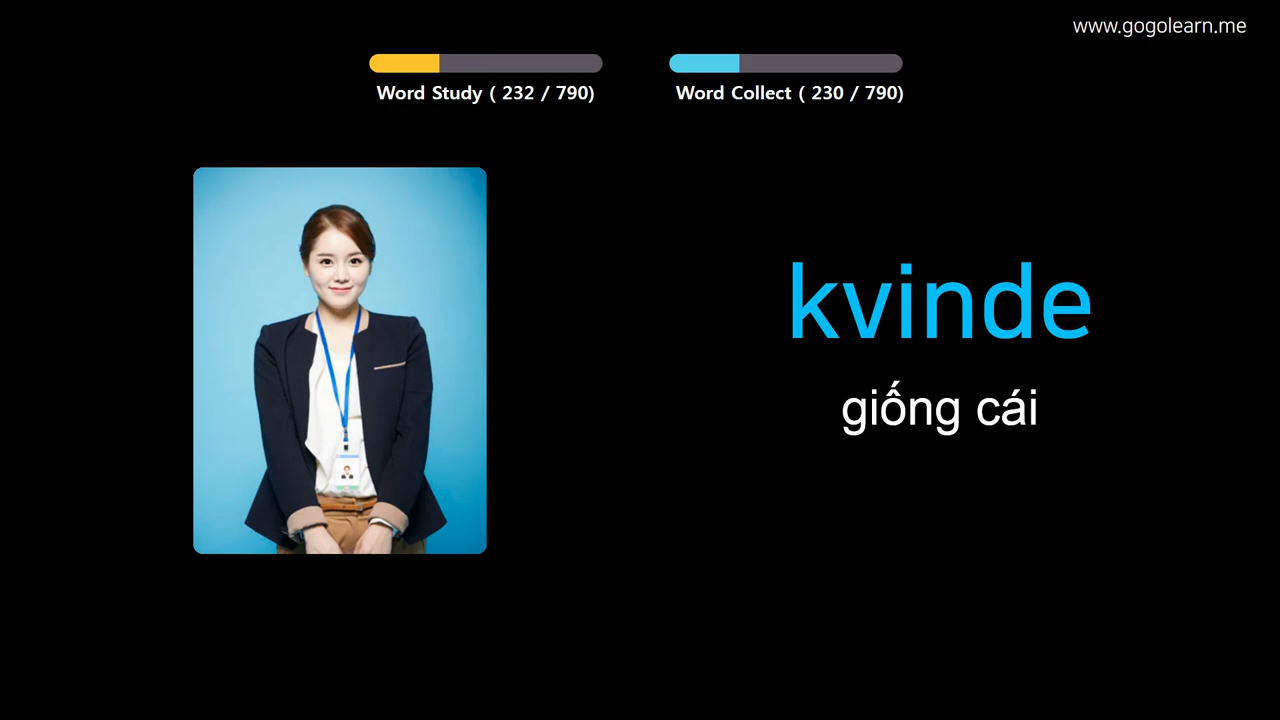 www.gogolearn.me
Word Study ( 232 / 790)
Word Collect ( 230 / 790)
kvinde
giống cái